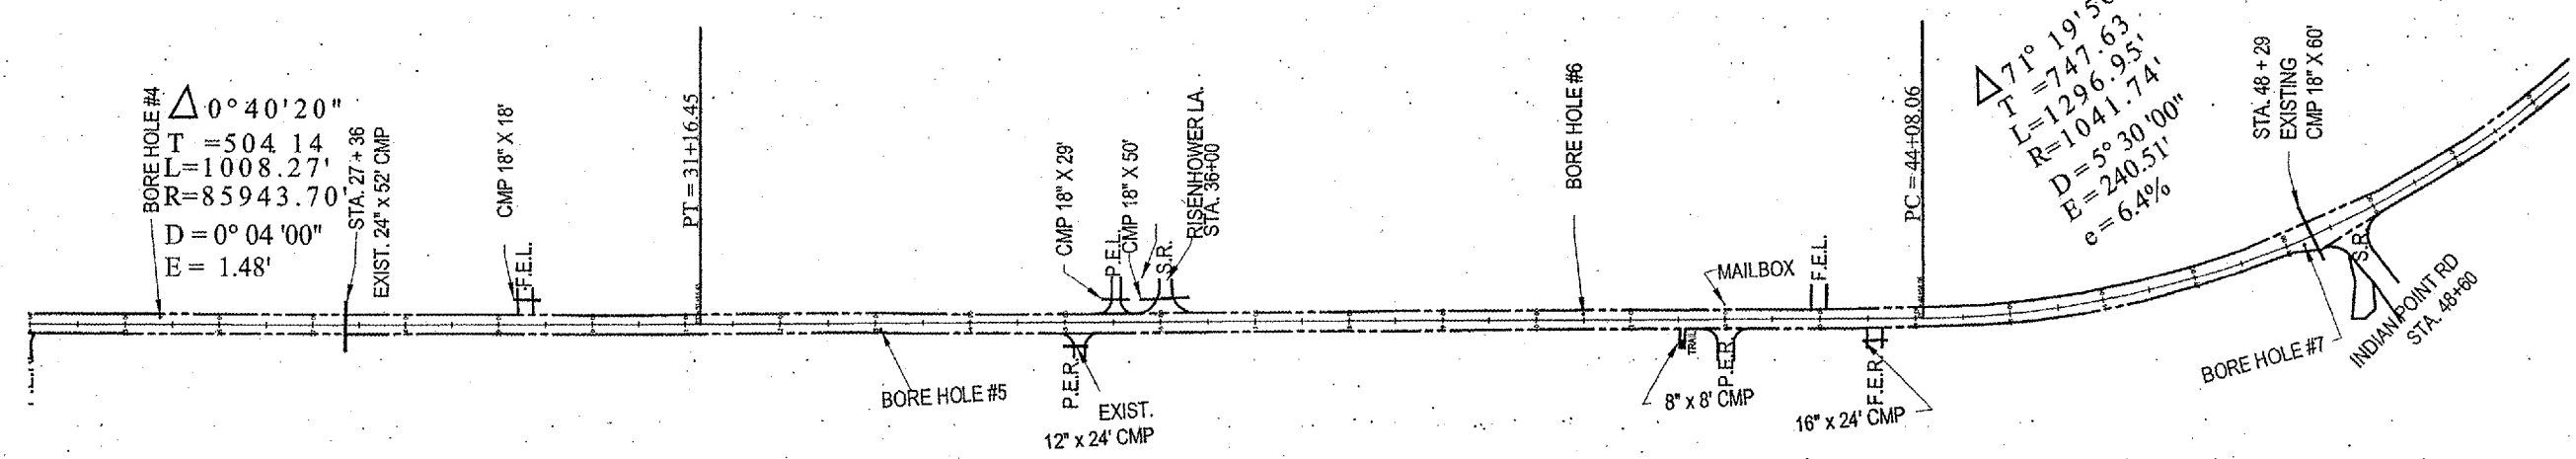 BORE HOLE #4
Δ 0°40'20"
T =504 14
L=1008.27'
R=85943.70'
D=0° 04'00"
E= 1.48'
STA. 27+36
EXIST. 24" x 52' CMP
CMP 18" X 18'
F.E.L.
PT = 31+16.45
BORE HOLE #5
CMP 18" X 29'
P.E.L.
CMP 18" X 50'
S.R.
RISENHOWER LA.
STA. 36+00
P.E.R.
EXIST.
12" x 24' CMP
BORE HOLE #6
MAILBOX
F.E.L.
8" x 8' CMP
TRAIL
P.E.R.
F.E.R.
16" x 24' CMP
PC = 44+08.06
Δ71° 19'
T =747.63
L=1296.95'
R=1041.74'
D=5° 30'00"
E=240.51'
e=6.4%
STA. 48+29
EXISTING
CMP 18" X 60'
S.R.
BORE HOLE #7
INDIAN POINT RD
STA. 48+60